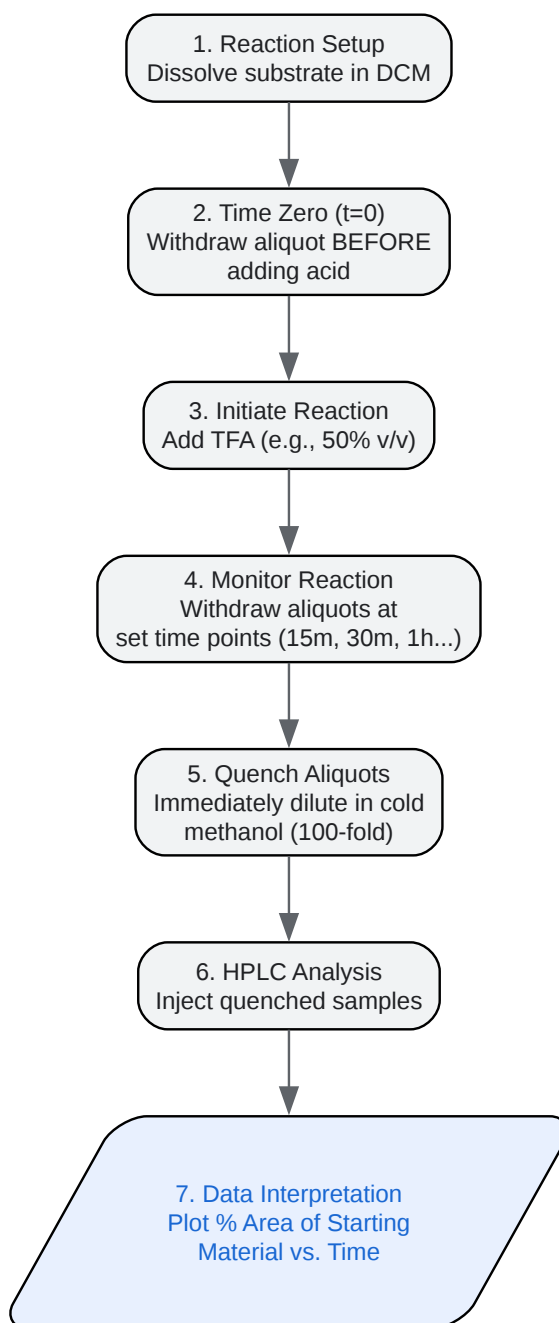 1. Reaction Setup
Dissolve substrate in DCM
2. Time Zero (t=0)
Withdraw aliquot BEFORE
adding acid
3. Initiate Reaction
Add TFA (e.g., 50% v/v)
4. Monitor Reaction
Withdraw aliquots at
set time points (15m, 30m, 1h...)
5. Quench Aliquots
Immediately dilute in cold
methanol (100-fold)
6. HPLC Analysis
Inject quenched samples
7. Data Interpretation
Plot % Area of Starting
Material vs. Time